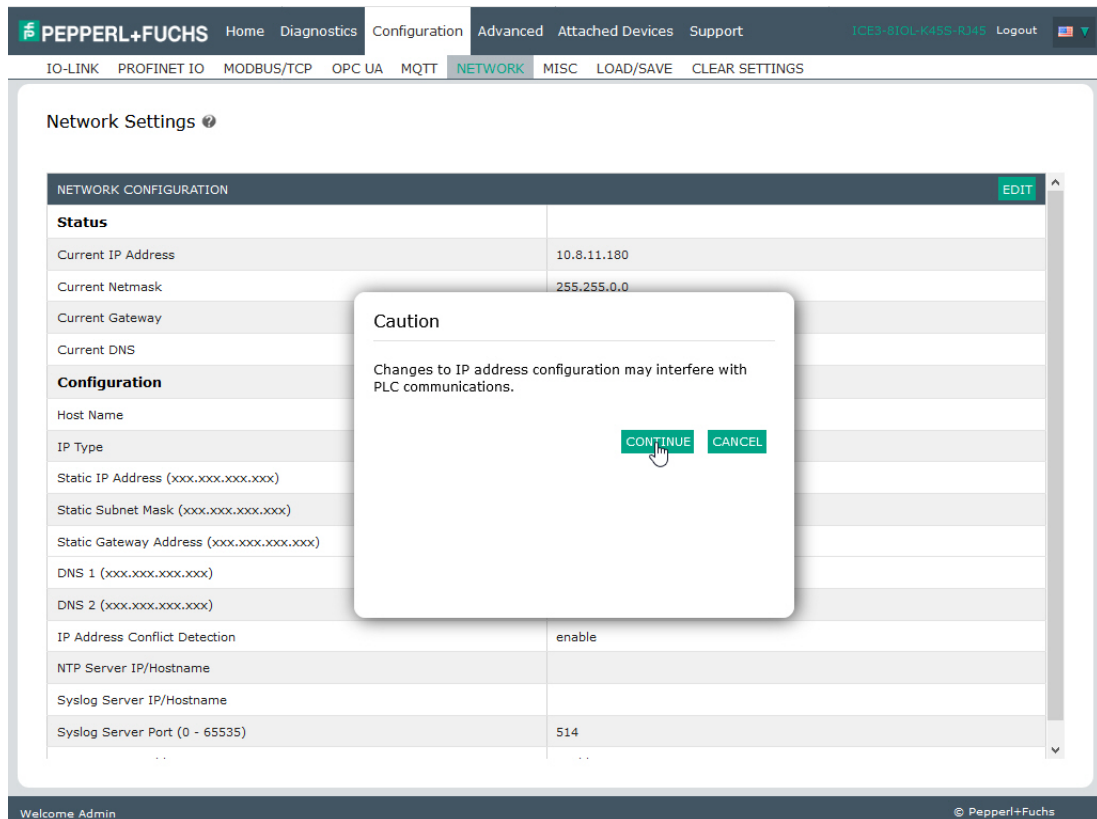 PEPPERL+FUCHS Home Diagnostics Configuration Advanced Attached Devices Support ICE3-8IOL-K45S-RJ45 Logout
IO-LINK PROFINET IO MODBUS/TCP OPC UA MQTT NETWORK MISC LOAD/SAVE CLEAR SETTINGS
Network Settings ?
NETWORK CONFIGURATION EDIT
Status
Current IP Address 10.8.11.180
Current Netmask 255.255.0.0
Current Gateway
Current DNS
Configuration
Host Name
IP Type
Static IP Address (xxx.xxx.xxx.xxx)
Static Subnet Mask (xxx.xxx.xxx.xxx)
Static Gateway Address (xxx.xxx.xxx.xxx)
DNS 1 (xxx.xxx.xxx.xxx)
DNS 2 (xxx.xxx.xxx.xxx)
IP Address Conflict Detection enable
NTP Server IP/Hostname
Syslog Server IP/Hostname
Syslog Server Port (0 - 65535) 514
Caution
Changes to IP address configuration may interfere with
PLC communications.
CONTINUE CANCEL
Welcome Admin © Pepperl+Fuchs